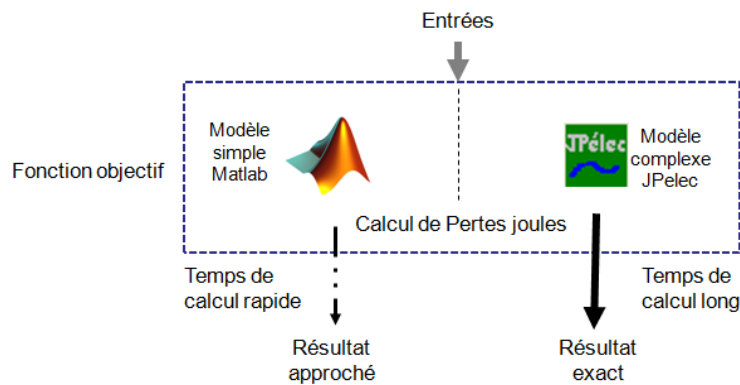 Entrées
Fonction objectif
Modèle
simple
Matlab
JPélec
Modèle
complexe
JPelec
Calcul de Pertes joules
Temps de
calcul rapide
Temps de
calcul long
Résultat
approché
Résultat
exact